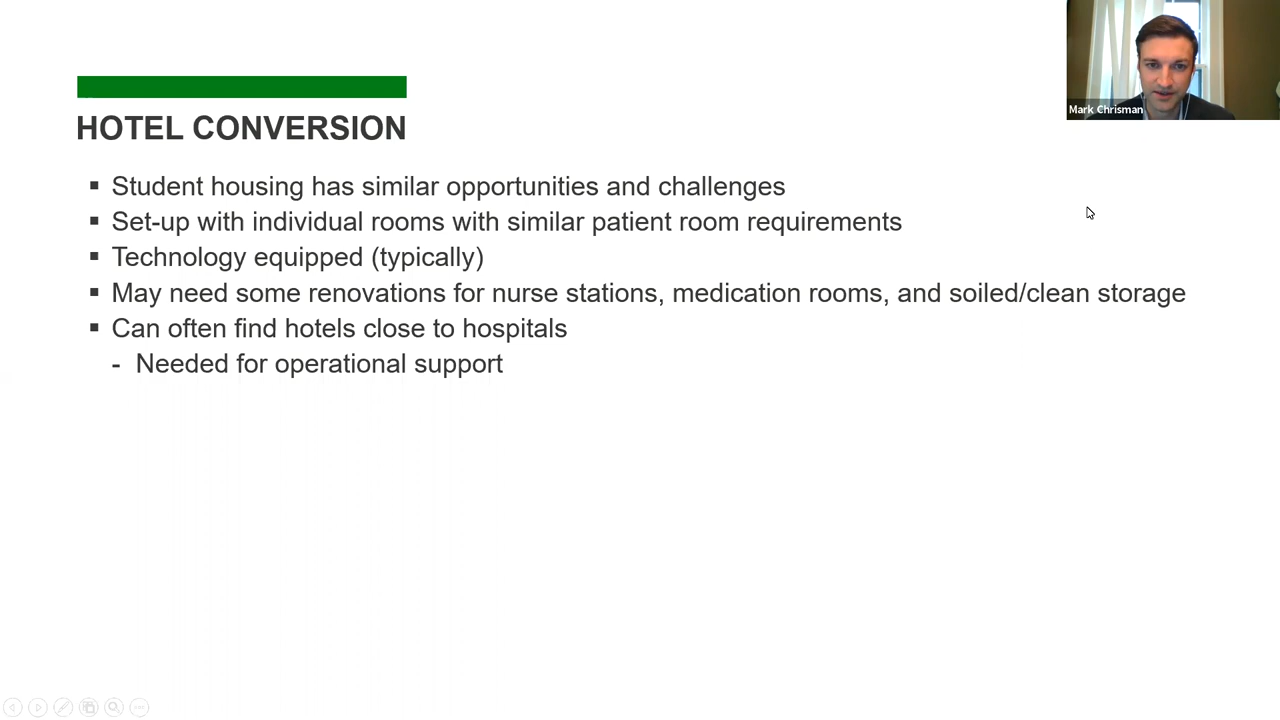 Mark Chrisman
HOTEL CONVERSION
▪ Student housing has similar opportunities and challenges
▪ Set-up with individual rooms with similar patient room requirements
▪ Technology equipped (typically)
▪ May need some renovations for nurse stations, medication rooms, and soiled/clean storage
▪ Can often find hotels close to hospitals
- Needed for operational support